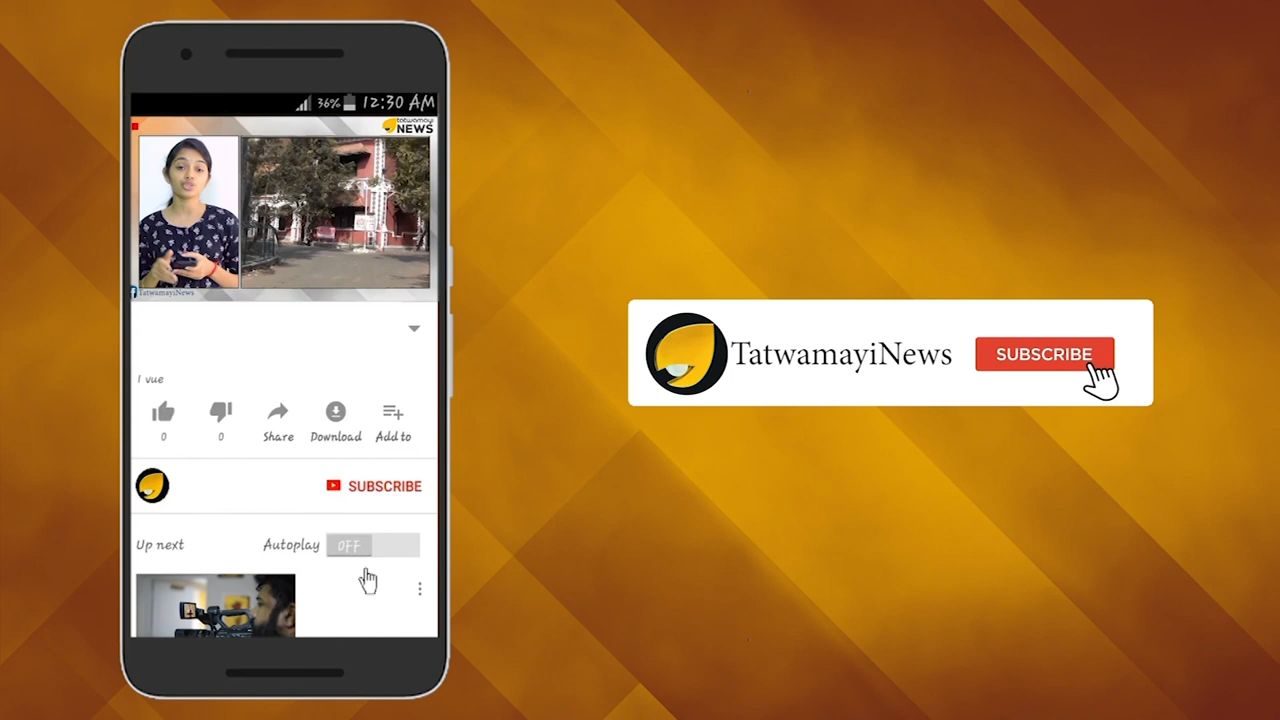 36% 12:30 AM
tatwamayi
NEWS
TatwamayiNews
1 vue
0 0 Share Download Add to
SUBSCRIBE
Up next Autoplay OFF
TatwamayiNews SUBSCRIBE